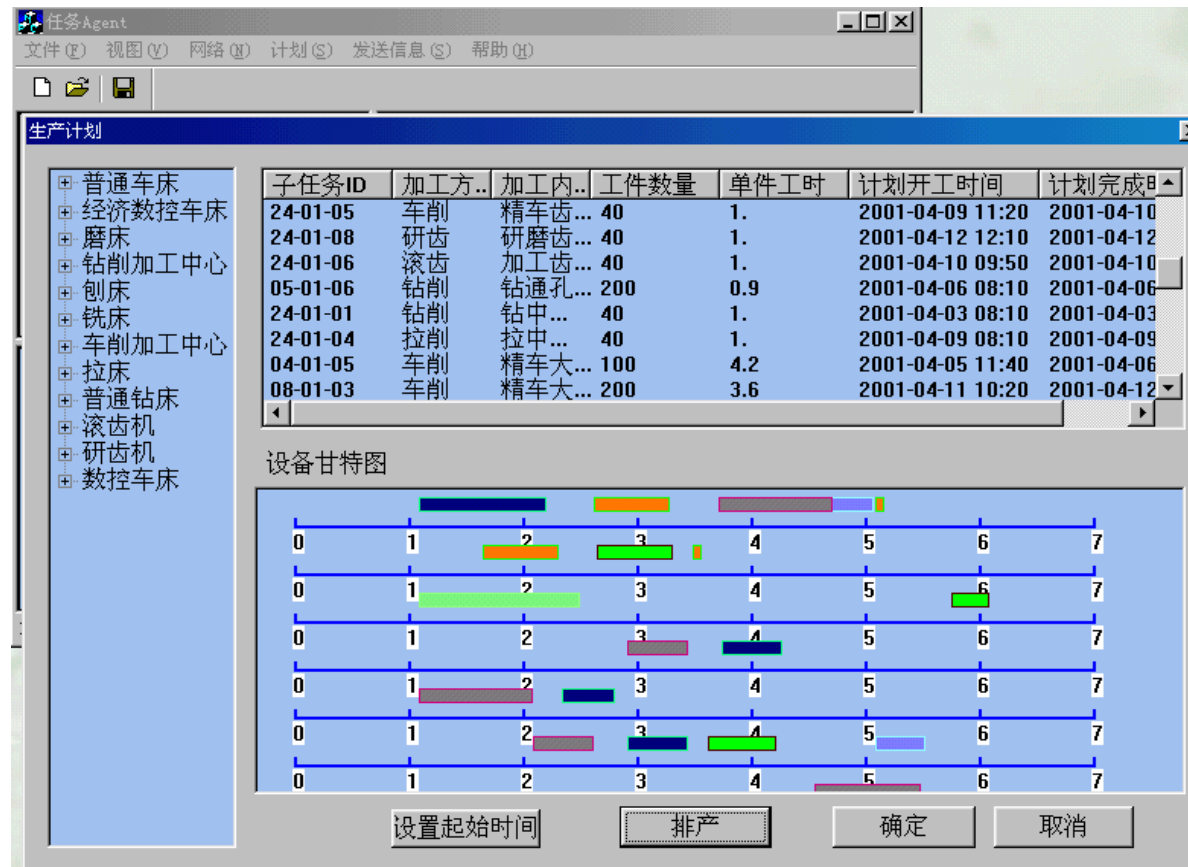 任务Agent
文件(F) 视图(V) 网络(N) 计划(S) 发送信息(S) 帮助(H)
生产计划
普通车床
经济数控车床
磨床
钻削加工中心
刨床
铣床
车削加工中心
拉床
普通钻床
滚齿机
研齿机
数控车床
子任务ID 加工方.. 加工内.. 工件数量 单件工时 计划开工时间 计划完成
24-01-05 车削 精车齿... 40 1. 2001-04-09 11:20 2001-04-10
24-01-08 研齿 研磨齿... 40 1. 2001-04-12 12:10 2001-04-12
24-01-06 滚齿 加工齿... 40 1. 2001-04-10 09:50 2001-04-10
05-01-06 钻削 钻通孔... 200 0.9 2001-04-06 08:10 2001-04-06
24-01-01 钻削 钻中... 40 1. 2001-04-03 08:10 2001-04-03
24-01-04 拉削 拉中... 40 1. 2001-04-09 08:10 2001-04-09
04-01-05 车削 精车大... 100 4.2 2001-04-05 11:40 2001-04-06
08-01-03 车削 精车大... 200 3.6 2001-04-11 10:20 2001-04-12
设备甘特图
0 1 2 3 4 5 6 7
0 1 2 3 4 5 6 7
0 1 2 3 4 5 6 7
0 1 2 3 4 5 6 7
0 1 2 3 4 5 6 7
0 1 2 3 4 5 6 7
设置起始时间 排产 确定 取消